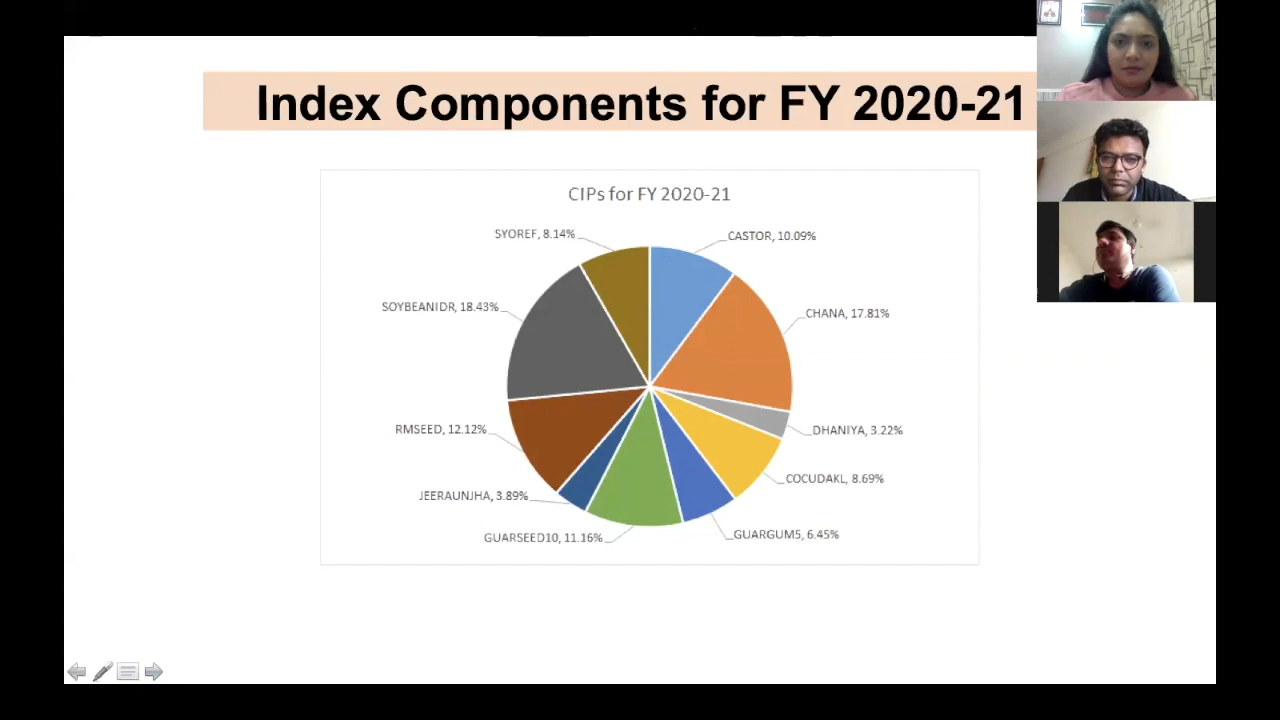 Index Components for FY 2020-21
CIPs for FY 2020-21
SYOREF, 8.14%
CASTOR, 10.09%
SOYBEANIDR, 18.43%
CHANA, 17.81%
RMSEED, 12.12%
DHANIYA, 3.22%
COCUDAKL, 8.69%
JEERAUNJHA, 3.89%
GUARSEED10, 11.16%
GUARGUM5, 6.45%